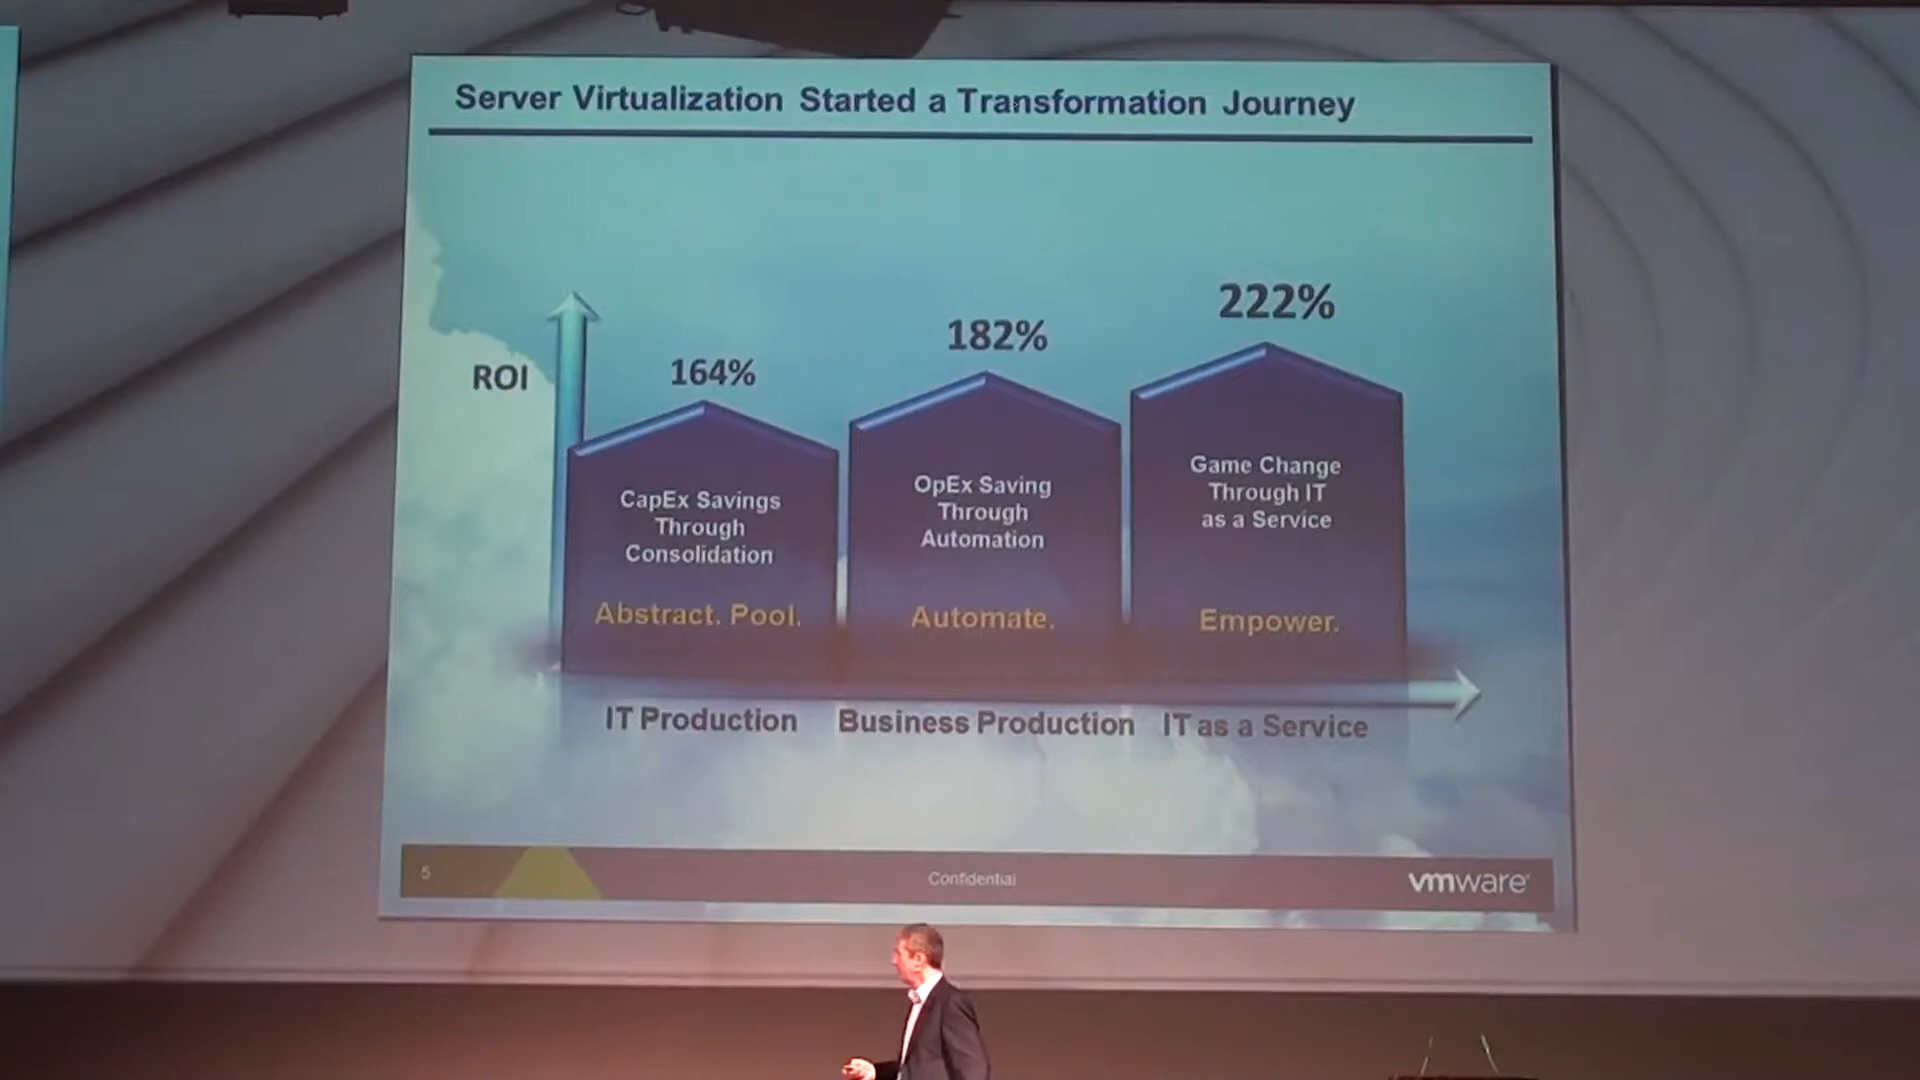 Server Virtualization Started a Transformation Journey
ROI
164%
182%
222%
CapEx Savings
Through
Consolidation
Abstract. Pool.
OpEx Saving
Through
Automation
Automate.
Game Change
Through IT
as a Service
Empower.
IT Production
Business Production
IT as a Service
5
Confidential
vmware